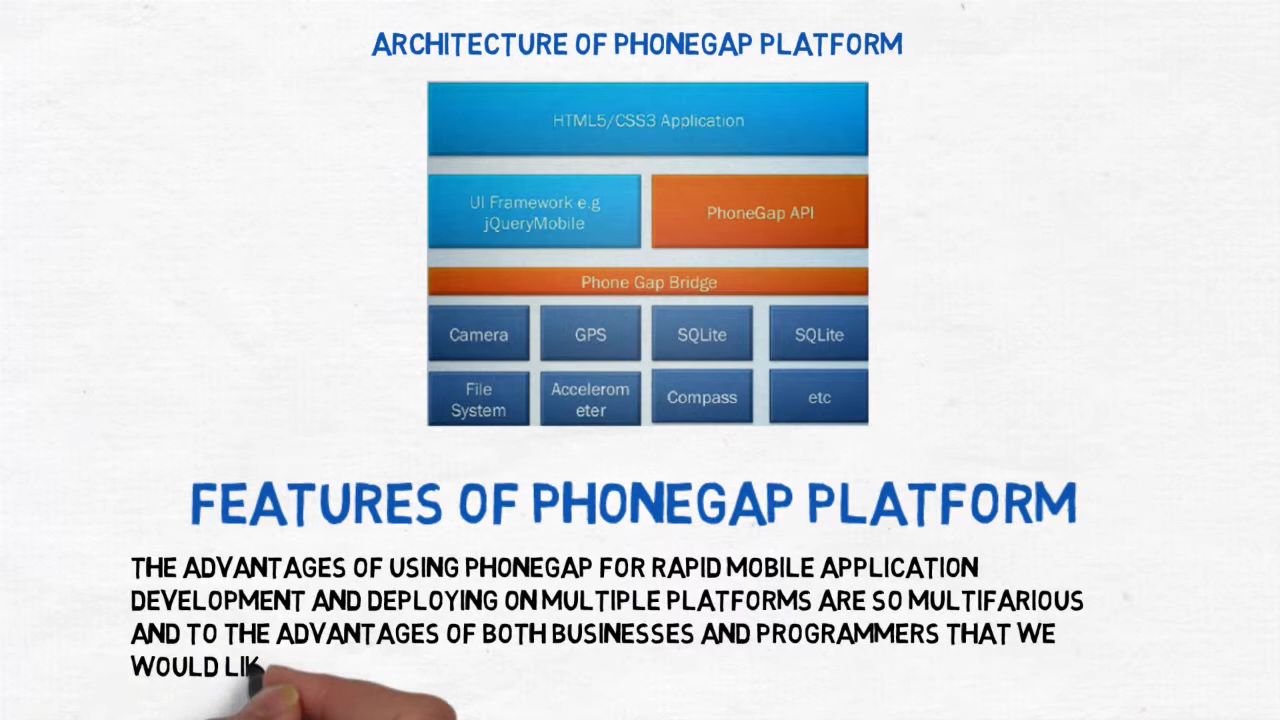 ARCHITECTURE OF PHONEGAP PLATFORM
HTML5/CSS3 Application
UI Framework e.g
jQueryMobile
PhoneGap API
Phone Gap Bridge
Camera
GPS
SQLite
SQLite
File
System
Accelerom
eter
Compass
etc
FEATURES OF PHONEGAP PLATFORM
THE ADVANTAGES OF USING PHONEGAP FOR RAPID MOBILE APPLICATION
DEVELOPMENT AND DEPLOYING ON MULTIPLE PLATFORMS ARE SO MULTIFARIOUS
AND TO THE ADVANTAGES OF BOTH BUSINESSES AND PROGRAMMERS THAT WE
WOULD LIK